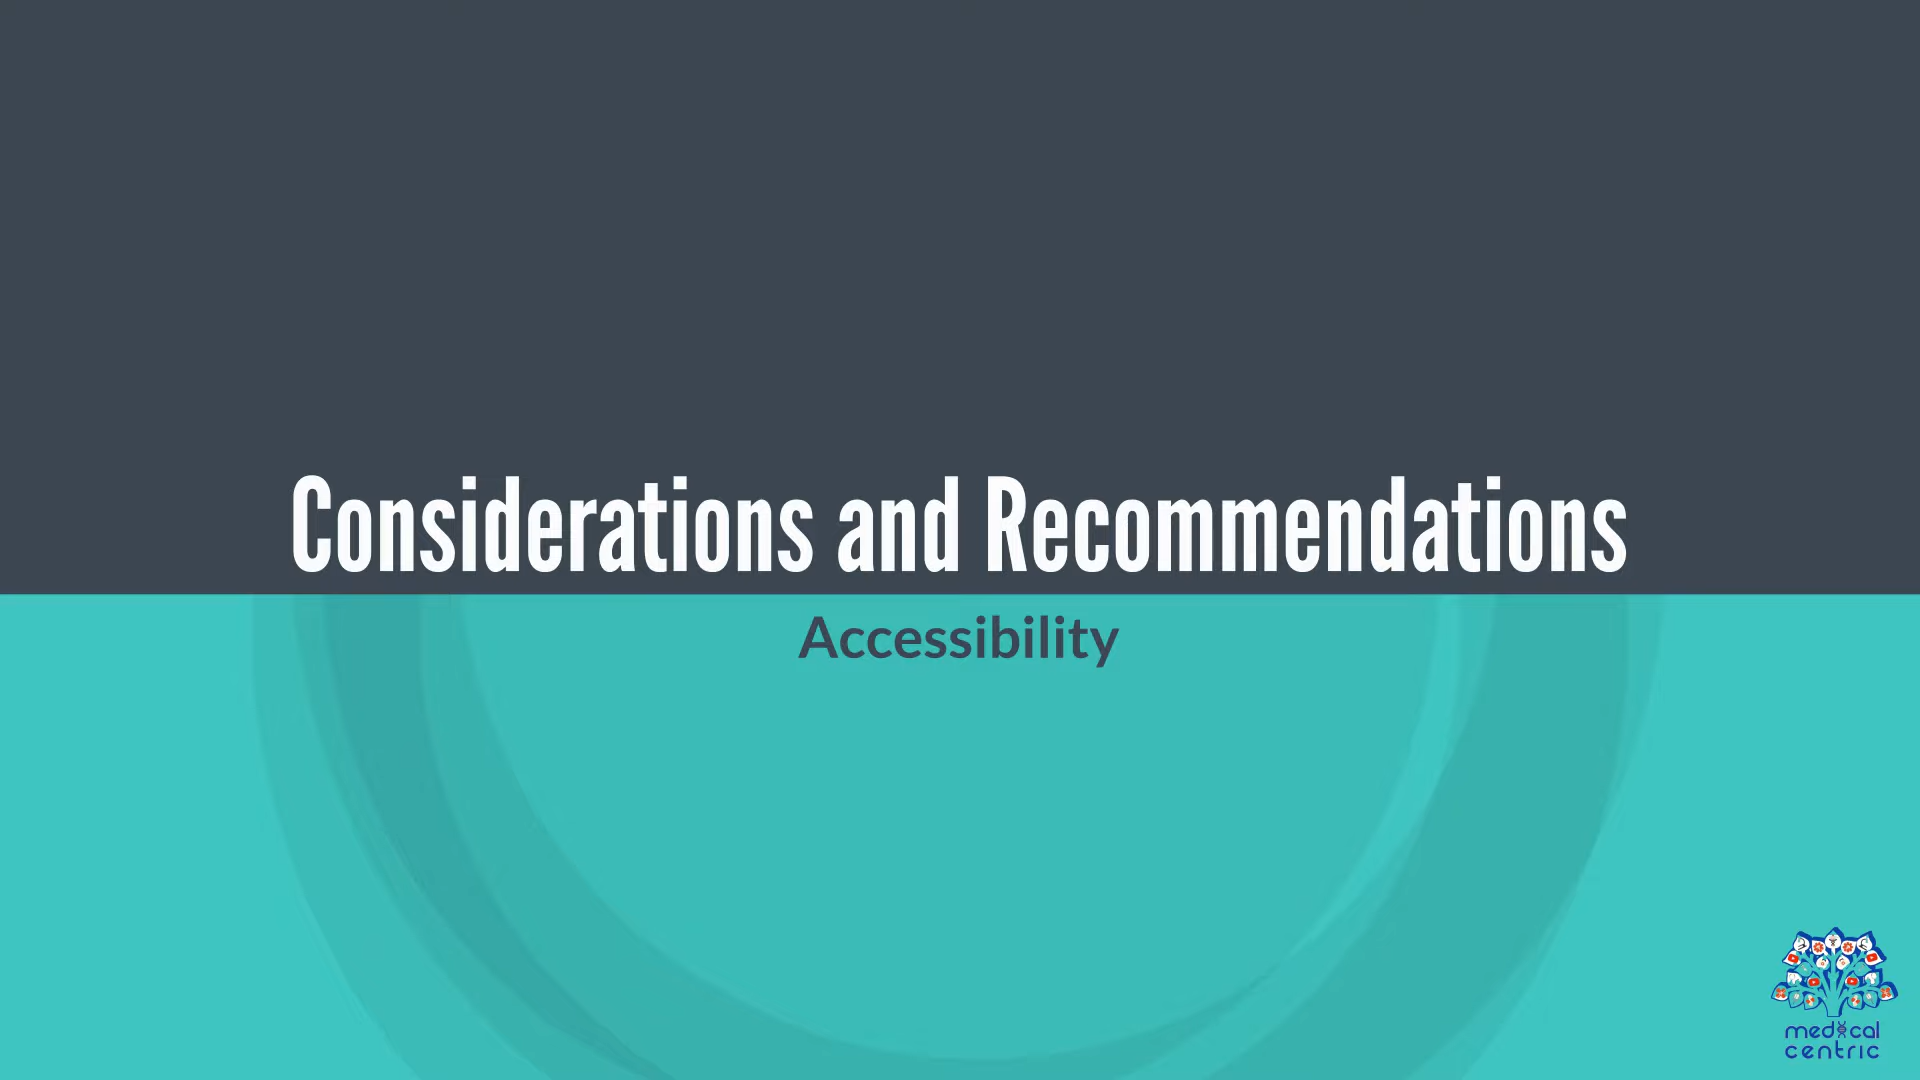 Considerations and Recommendations
Accessibility
medical
centric